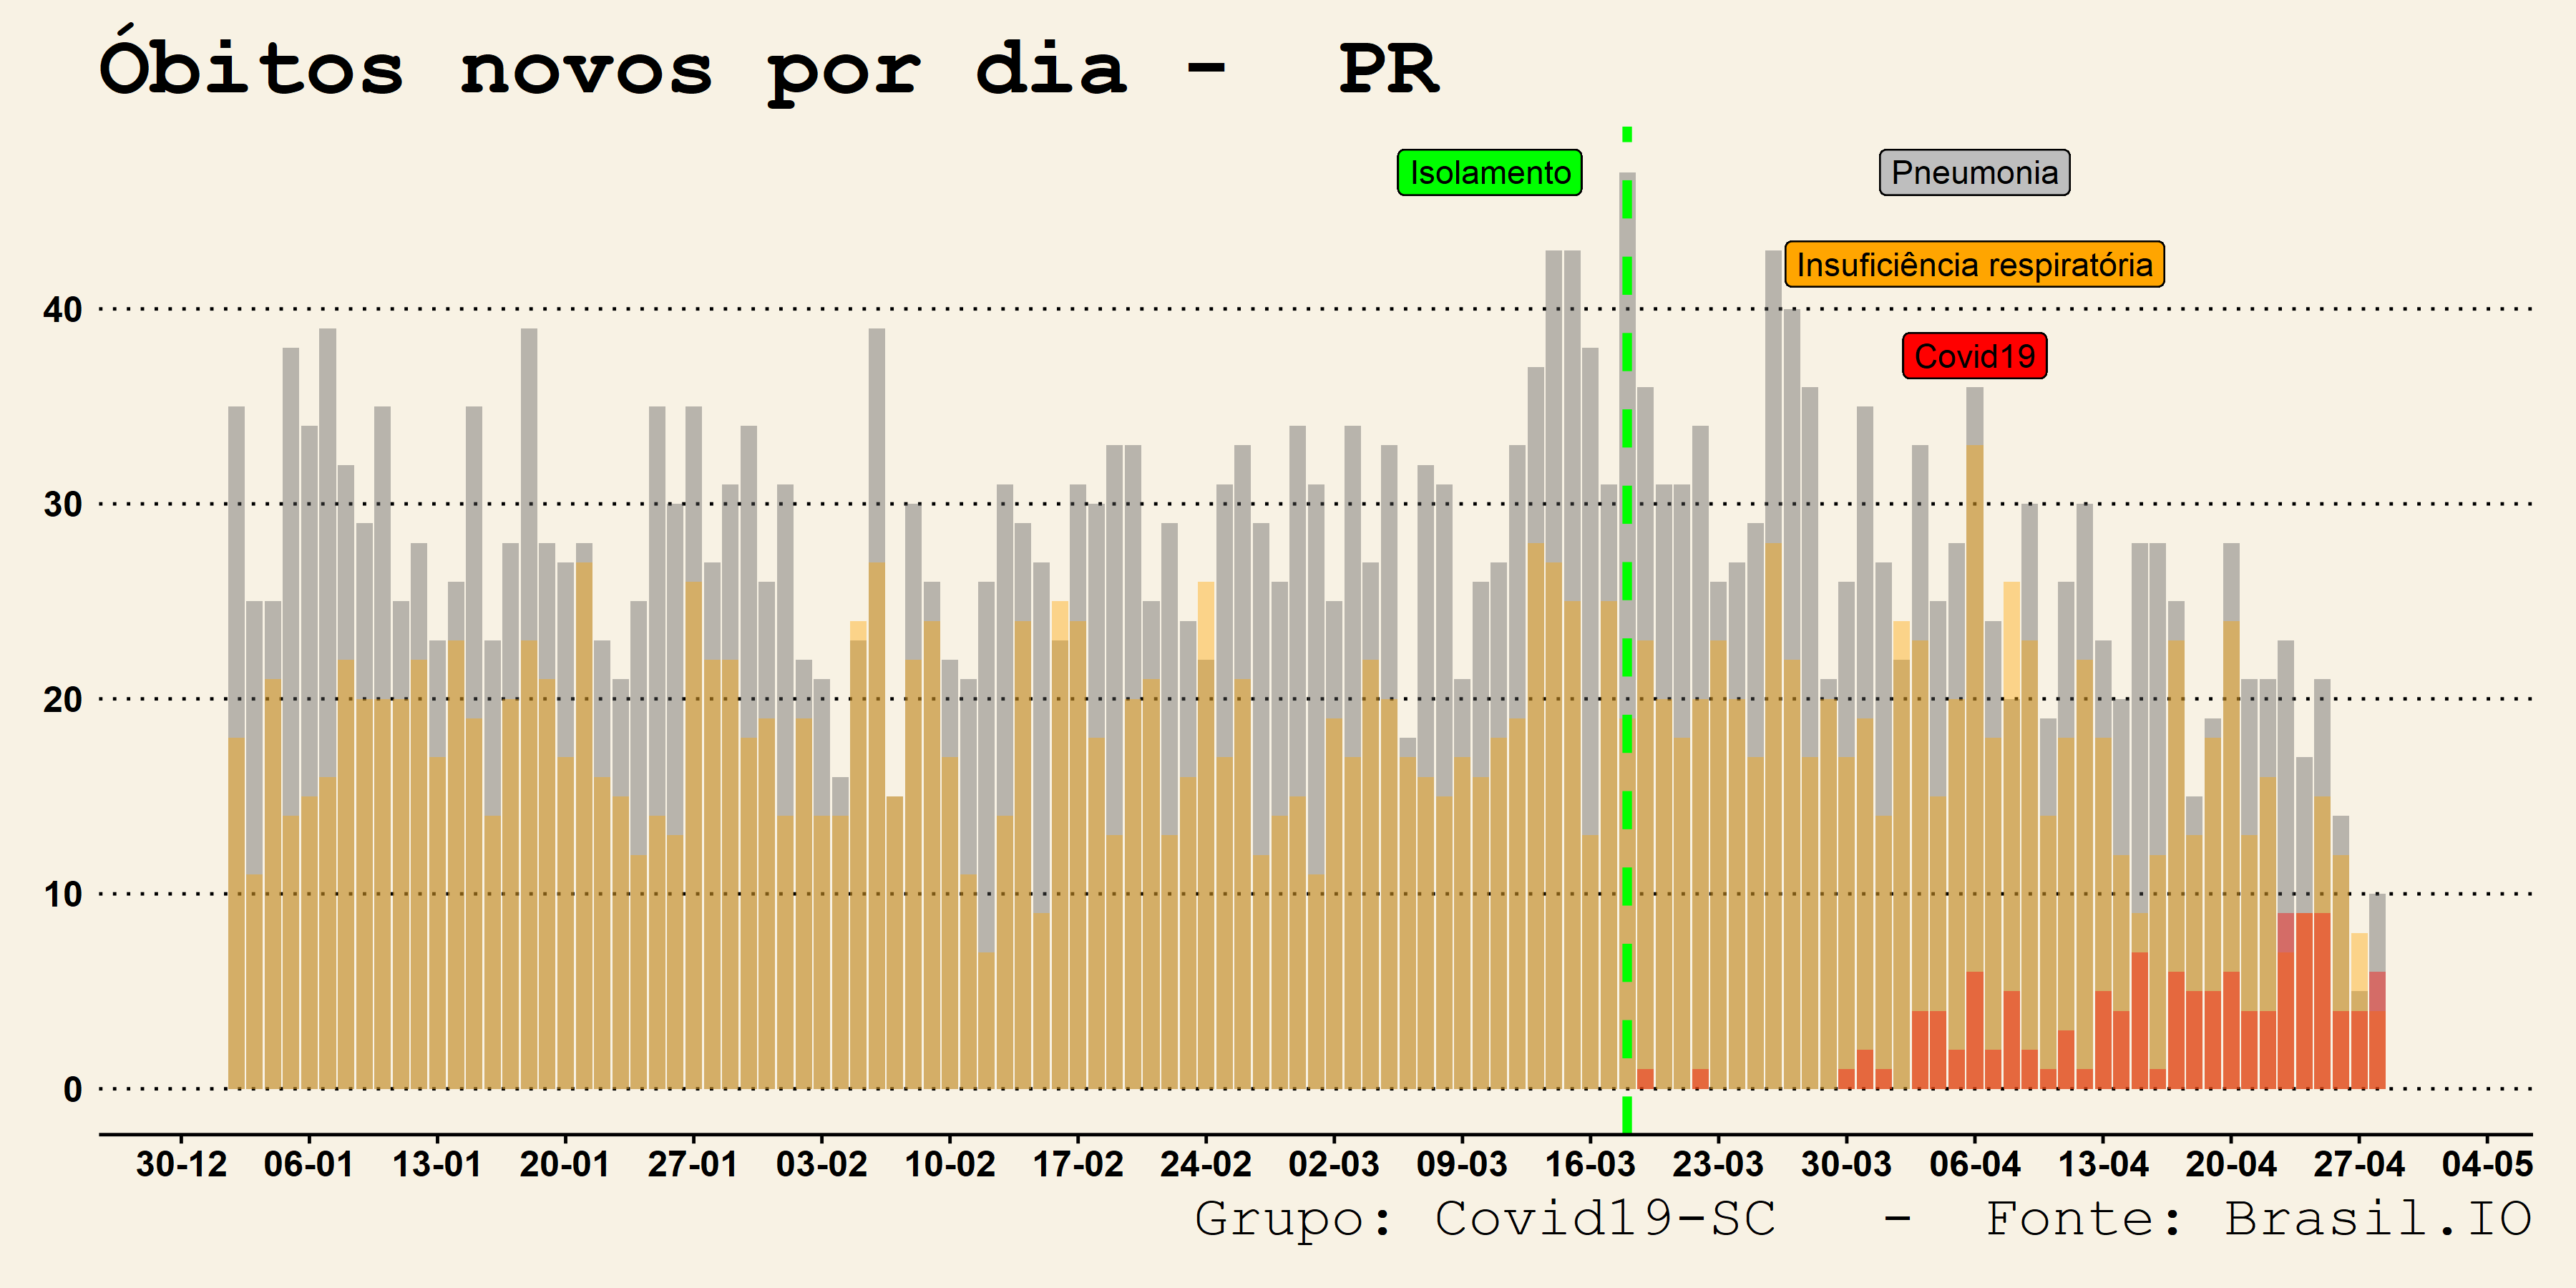 Óbitos novos por dia - PR
Isolamento
Pneumonia
Insuficiência respiratória
Covid19
40
30
20
10
0
30-12 06-01 13-01 20-01 27-01 03-02 10-02 17-02 24-02 02-03 09-03 16-03 23-03 30-03 06-04 13-04 20-04 27-04 04-05
Grupo: Covid19-SC - Fonte: Brasil.IO